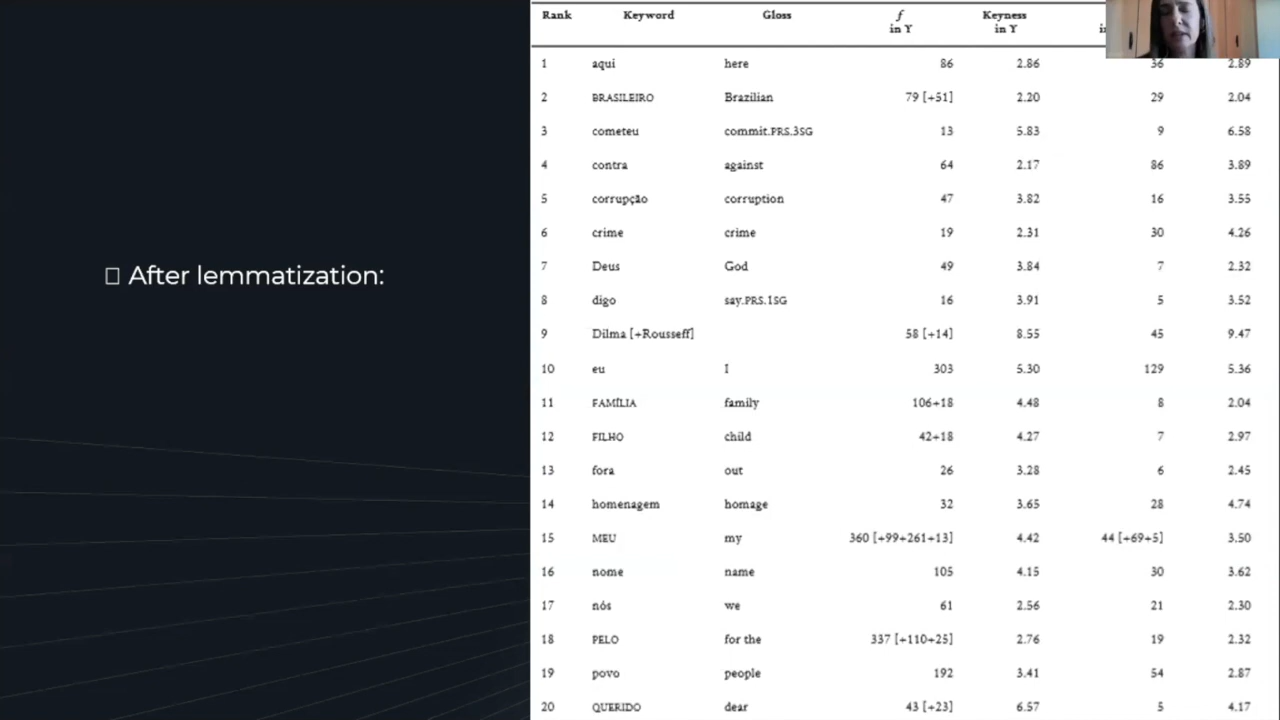 After lemmatization:
Rank Keyword Gloss f in Y Keyness in Y
1 aqui here 86 2.86 36 2.89
2 BRASILEIRO Brazilian 79 [+51] 2.20 29 2.04
3 cometeu commit.PRS.3SG 13 5.83 9 6.58
4 contra against 64 2.17 86 3.89
5 corrupção corruption 47 3.82 16 3.55
6 crime crime 19 2.31 30 4.26
7 Deus God 49 3.84 7 2.32
8 digo say.PRS.1SG 16 3.91 5 3.52
9 Dilma [+Rousseff] 58 [+14] 8.55 45 9.47
10 eu I 303 5.30 129 5.36
11 FAMÍLIA family 106+18 4.48 8 2.04
12 FILHO child 42+18 4.27 7 2.97
13 fora out 26 3.28 6 2.45
14 homenagem homage 32 3.65 28 4.74
15 MEU my 360 [+99+261+13] 4.42 44 [+69+5] 3.50
16 nome name 105 4.15 30 3.62
17 nós we 61 2.56 21 2.30
18 PELO for the 337 [+110+25] 2.76 19 2.32
19 povo people 192 3.41 54 2.87
20 QUERIDO dear 43 [+23] 6.57 5 4.17